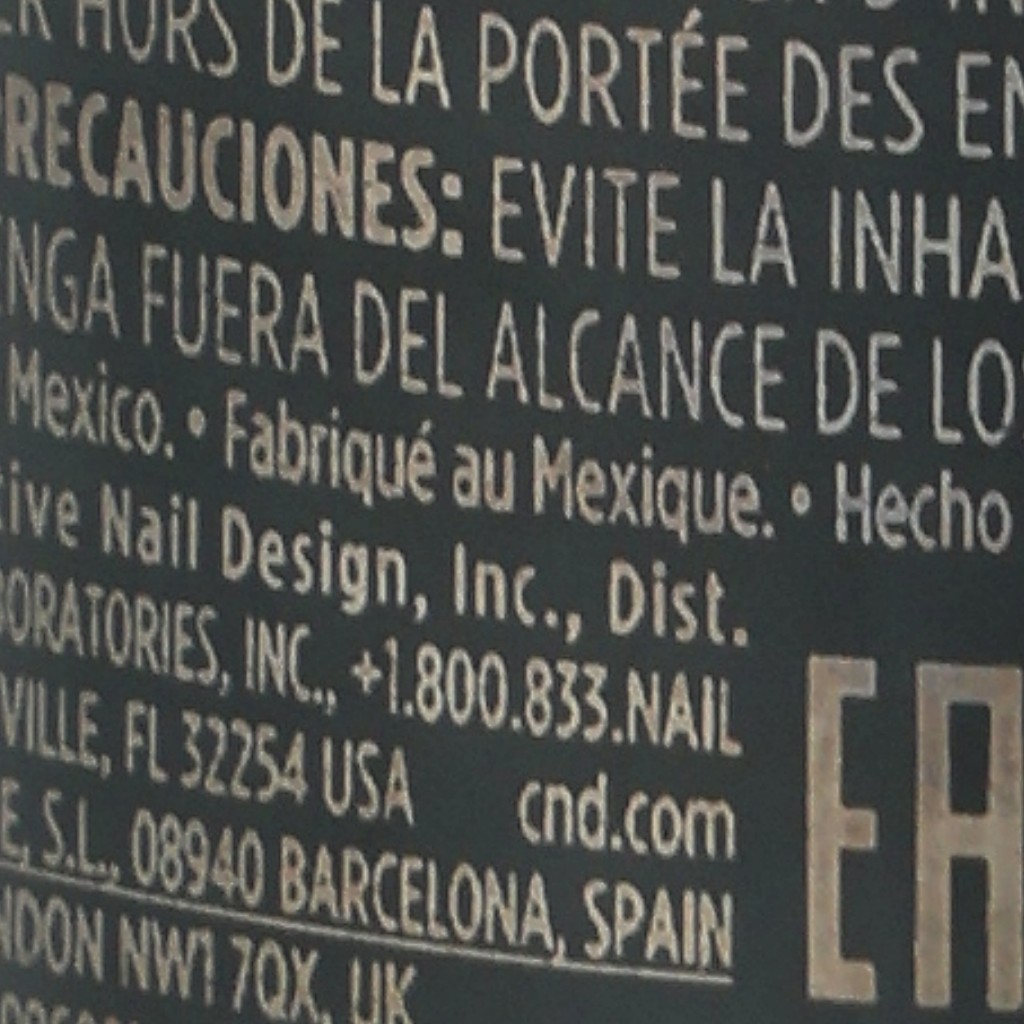 HORS DE LA PORTÉE DES
RECAUCIONES: EVITE LA INHA
NGA FUERA DEL ALCANCE DE LO
Mexico. • Fabriqué au Mexique. • Hecho
tive Nail Design, Inc., Dist.
BORATORIES, INC., +1.800.833.NAIL
VILLE, FL 32254 USA cnd.com
E, S.L., 08940 BARCELONA, SPAIN
NDON NW1 7QX, UK
EA